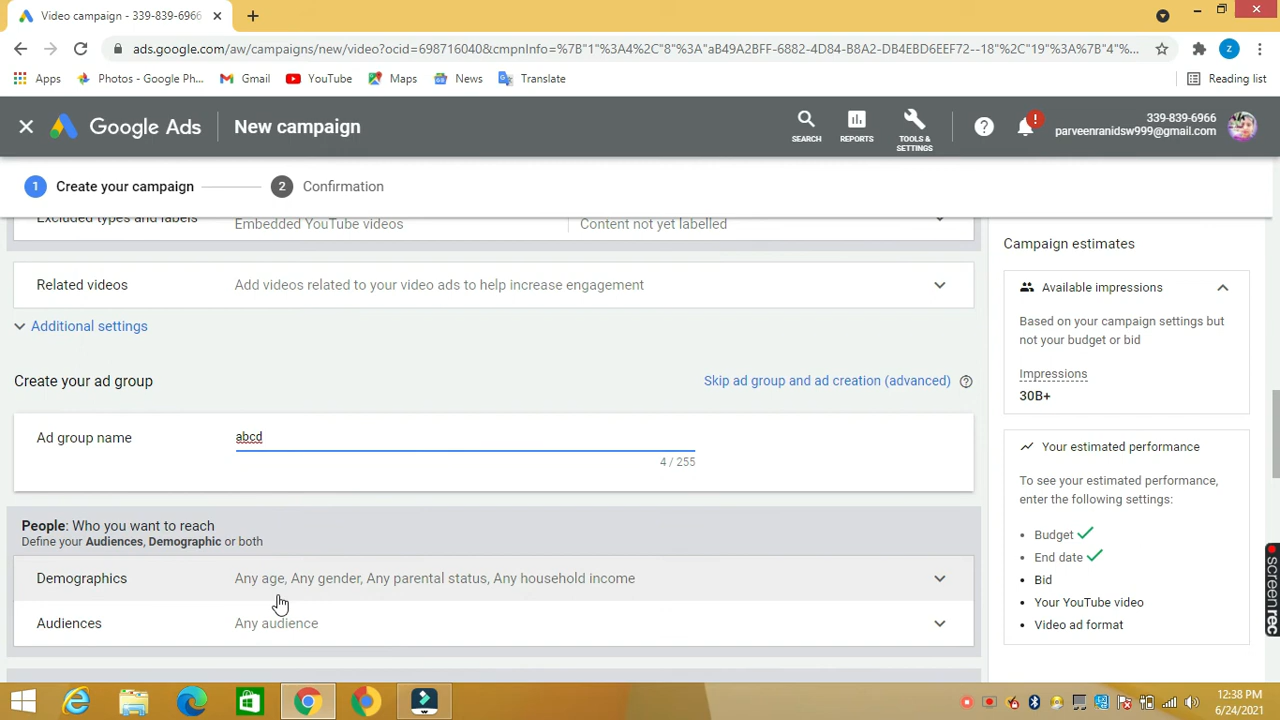 Video campaign - 339-839-6966
ads.google.com/aw/campaigns/new/video?ocid=698716040&cmpnInfo=%7B"1"%3A4%2C"8"%3A"aB49A2BFF-6882-4D84-B8A2-DB4EBD6EEF72--18"%2C"19"%3A%7B"4"%...
Apps
Photos - Google Ph...
Gmail
YouTube
Maps
News
Translate
Reading list
Google Ads
New campaign
SEARCH
REPORTS
TOOLS & SETTINGS
339-839-6966
parveenranidsw999@gmail.com
1 Create your campaign
2 Confirmation
Excluded types and labels
Embedded YouTube videos
Content not yet labelled
Related videos
Add videos related to your video ads to help increase engagement
Additional settings
Create your ad group
Skip ad group and ad creation (advanced)
Ad group name
abcd
4 / 255
People: Who you want to reach
Define your Audiences, Demographic or both
Demographics
Any age, Any gender, Any parental status, Any household income
Audiences
Any audience
Campaign estimates
Available impressions
Based on your campaign settings but
not your budget or bid
Impressions
30B+
Your estimated performance
To see your estimated performance,
enter the following settings:
Budget
End date
Bid
Your YouTube video
Video ad format
screenrec
12:38 PM
6/24/2021